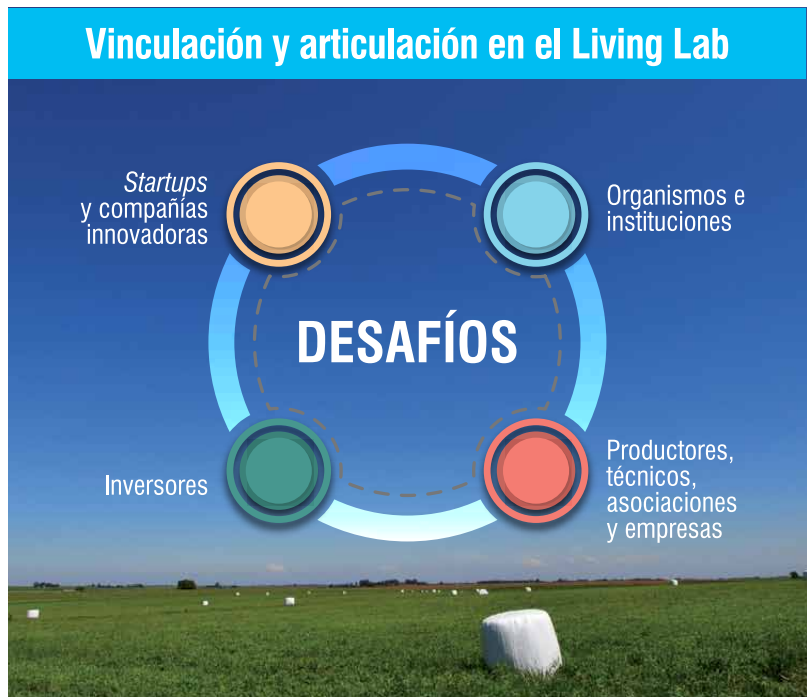 Vinculación y articulación en el Living Lab
Startups
y compañías
innovadoras
Organismos e
instituciones
DESAFÍOS
Inversores
Productores,
técnicos,
asociaciones
y empresas